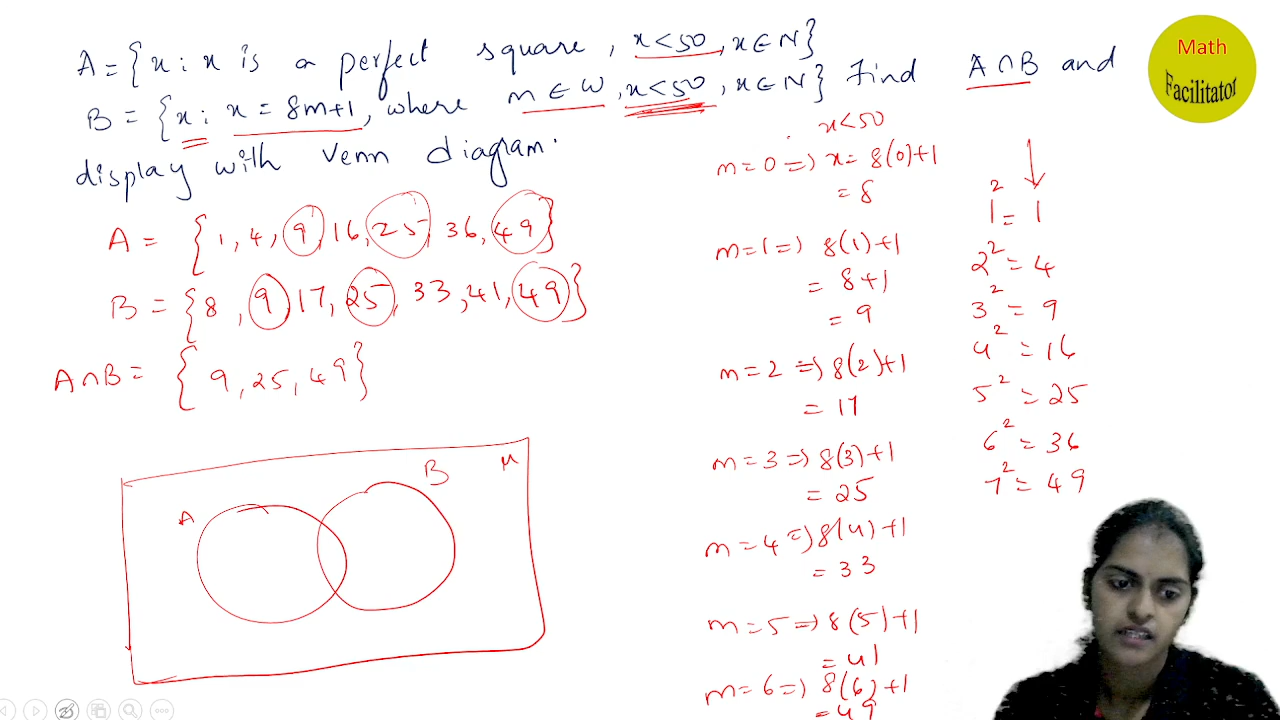 A = {x : x is a perfect square, x<50, x∈N}
B = {x : x = 8m+1, where m ∈ W, x<50, x∈N} Find A∩B and
display with Venn diagram.
Math
Facilitator
A = {1, 4, 9, 16, 25, 36, 49}
B = {8, 9, 17, 25, 33, 41, 49}
A∩B = {9, 25, 49}
A
B
μ
x<50
m=0 => x= 8(0)+1
= 8
m=1 => 8(1)+1
= 8+1
= 9
m=2 => 8(2)+1
= 17
m=3 => 8(3)+1
= 25
m=4 => 8(4)+1
= 33
m=5 => 8(5)+1
= 41
m=6 => 8(6)+1
= 49
1² = 1
2² = 4
3² = 9
4² = 16
5² = 25
6² = 36
7² = 49